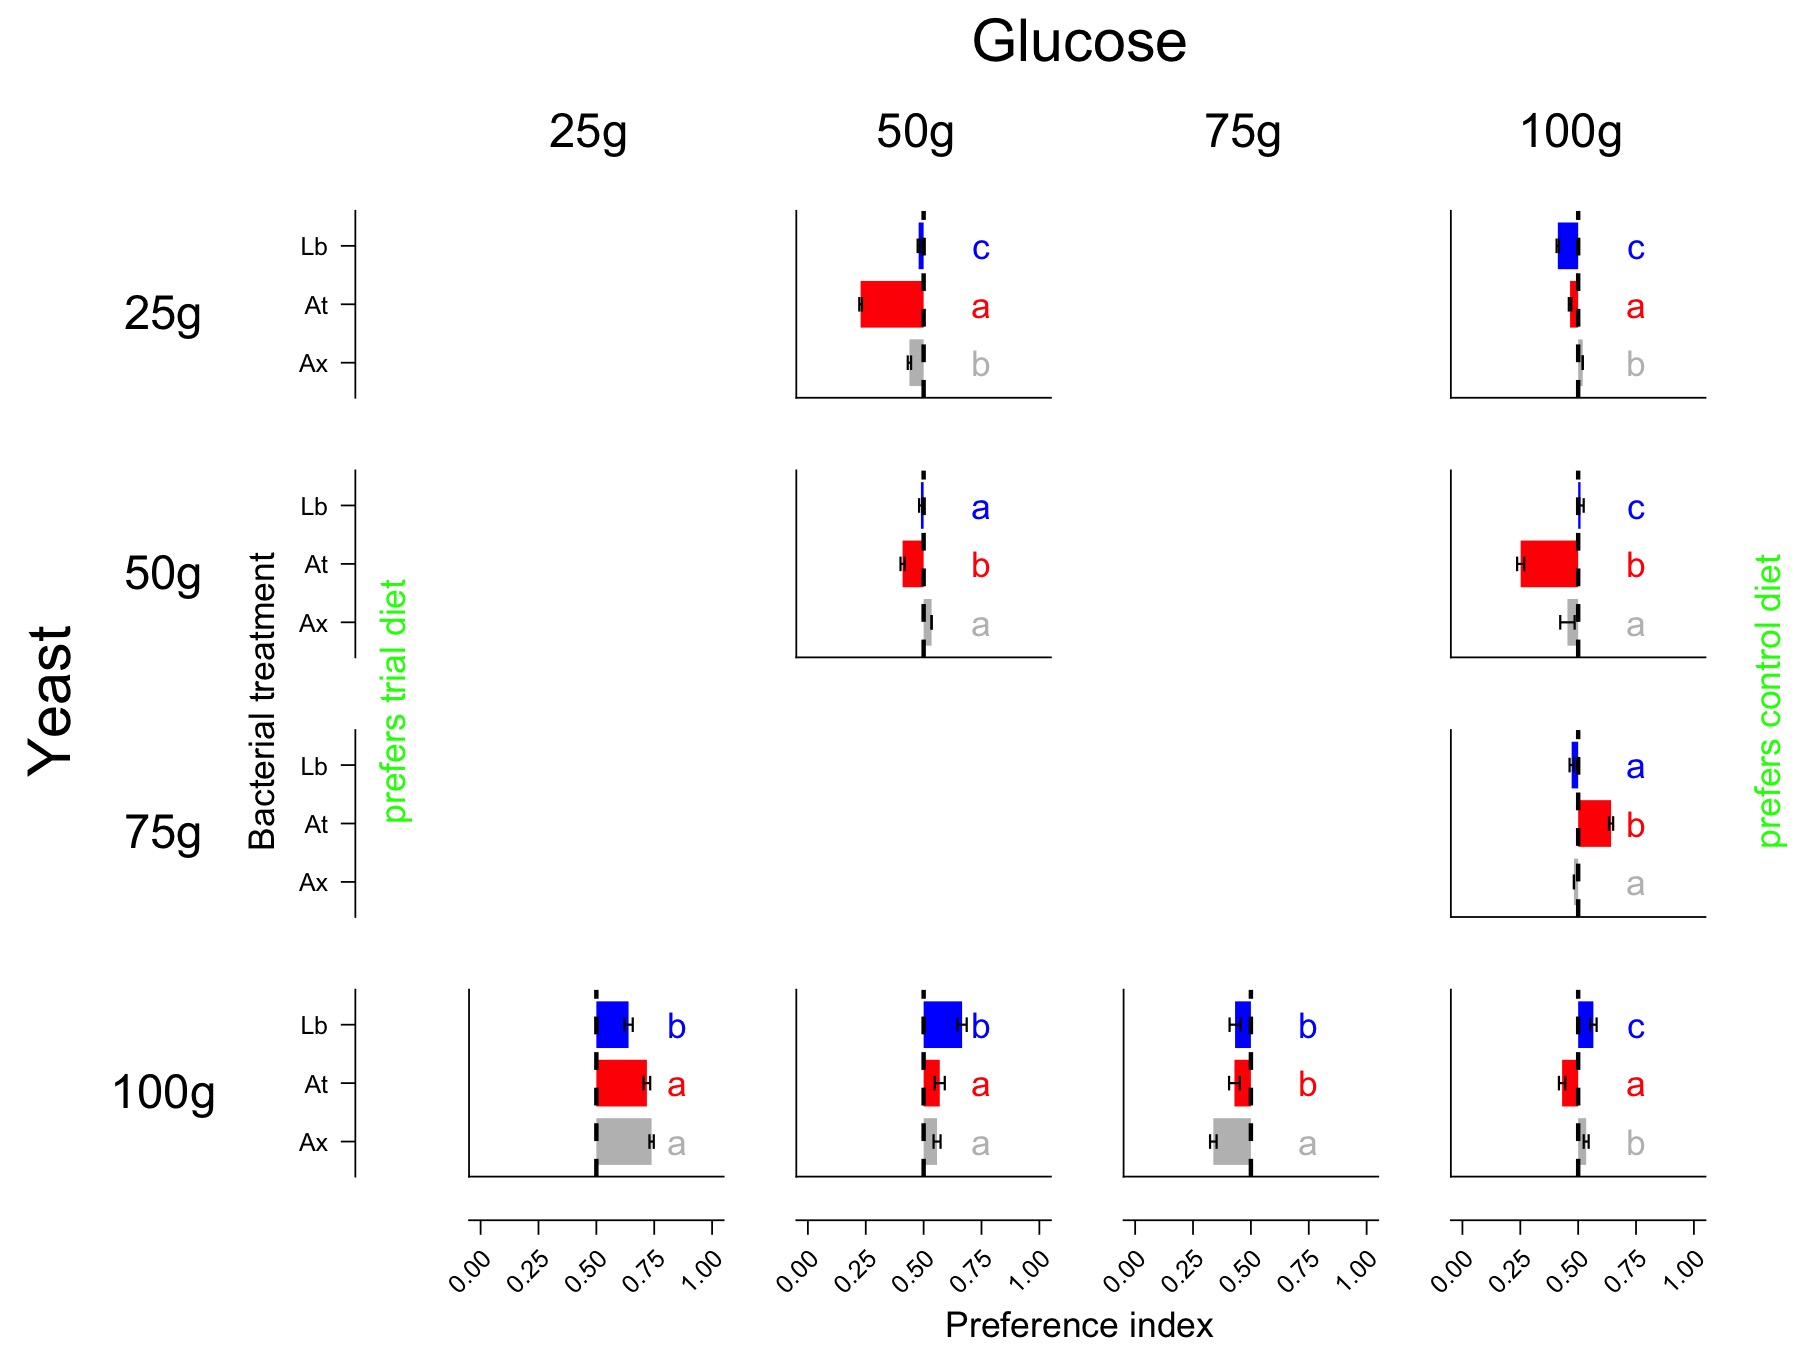 Glucose
25g 50g 75g 100g
Yeast
Bacterial treatment
prefers trial diet
prefers control diet
25g
Lb c c
At a a
Ax b b
50g
Lb a c
At b b
Ax a a
75g
Lb a
At b
Ax a
100g
Lb b b b c
At a a b a
Ax a a a b
0.00 0.25 0.50 0.75 1.00 0.00 0.25 0.50 0.75 1.00 0.00 0.25 0.50 0.75 1.00 0.00 0.25 0.50 0.75 1.00
Preference index